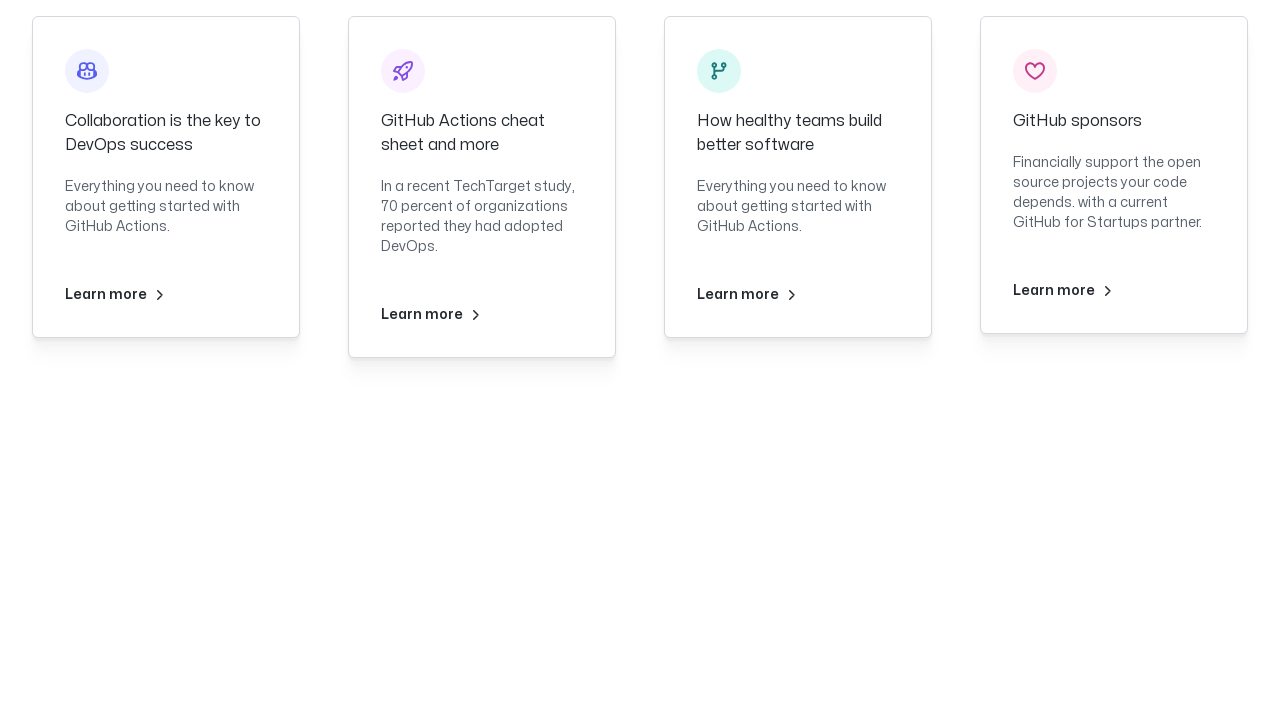 Collaboration is the key to
DevOps success
Everything you need to know
about getting started with
GitHub Actions.
Learn more
GitHub Actions cheat
sheet and more
In a recent TechTarget study,
70 percent of organizations
reported they had adopted
DevOps.
Learn more
How healthy teams build
better software
Everything you need to know
about getting started with
GitHub Actions.
Learn more
GitHub sponsors
Financially support the open
source projects your code
depends. with a current
GitHub for Startups partner.
Learn more